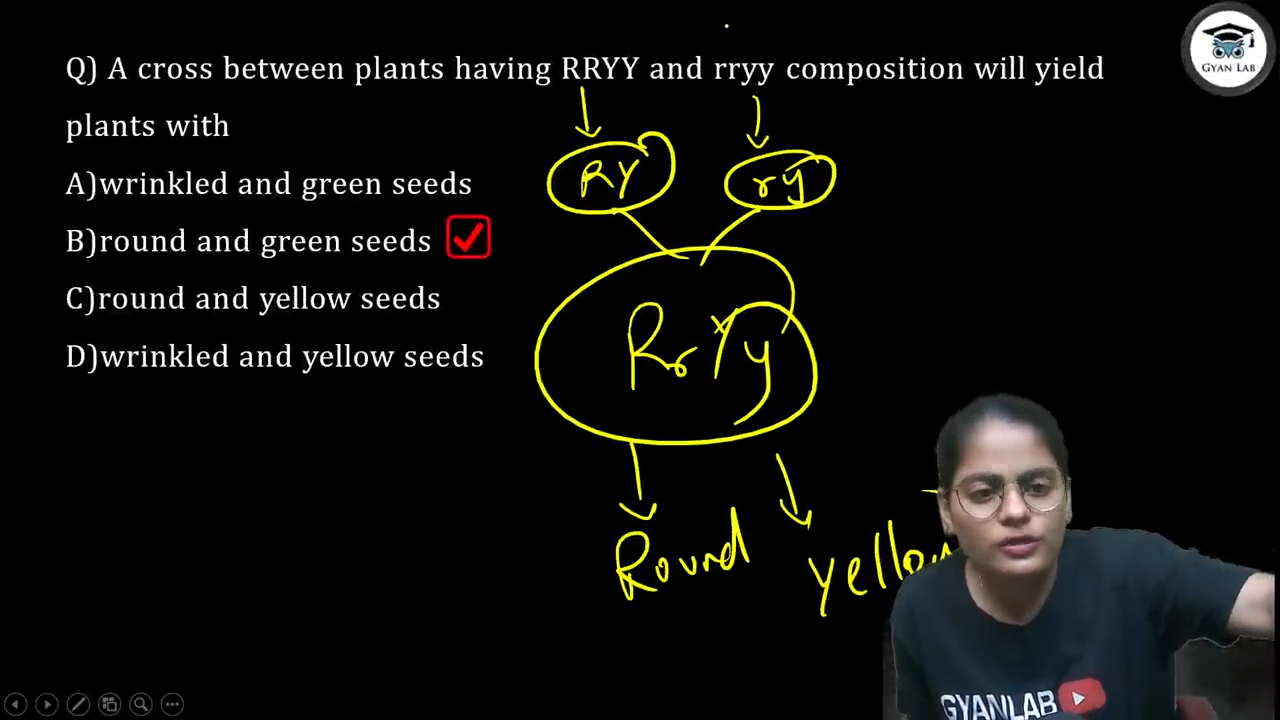 GYAN LAB
Q) A cross between plants having RRYY and rryy composition will yield
plants with
A)wrinkled and green seeds
B)round and green seeds
C)round and yellow seeds
D)wrinkled and yellow seeds
RY
ry
RrYy
Round
yellow
GYANLAB